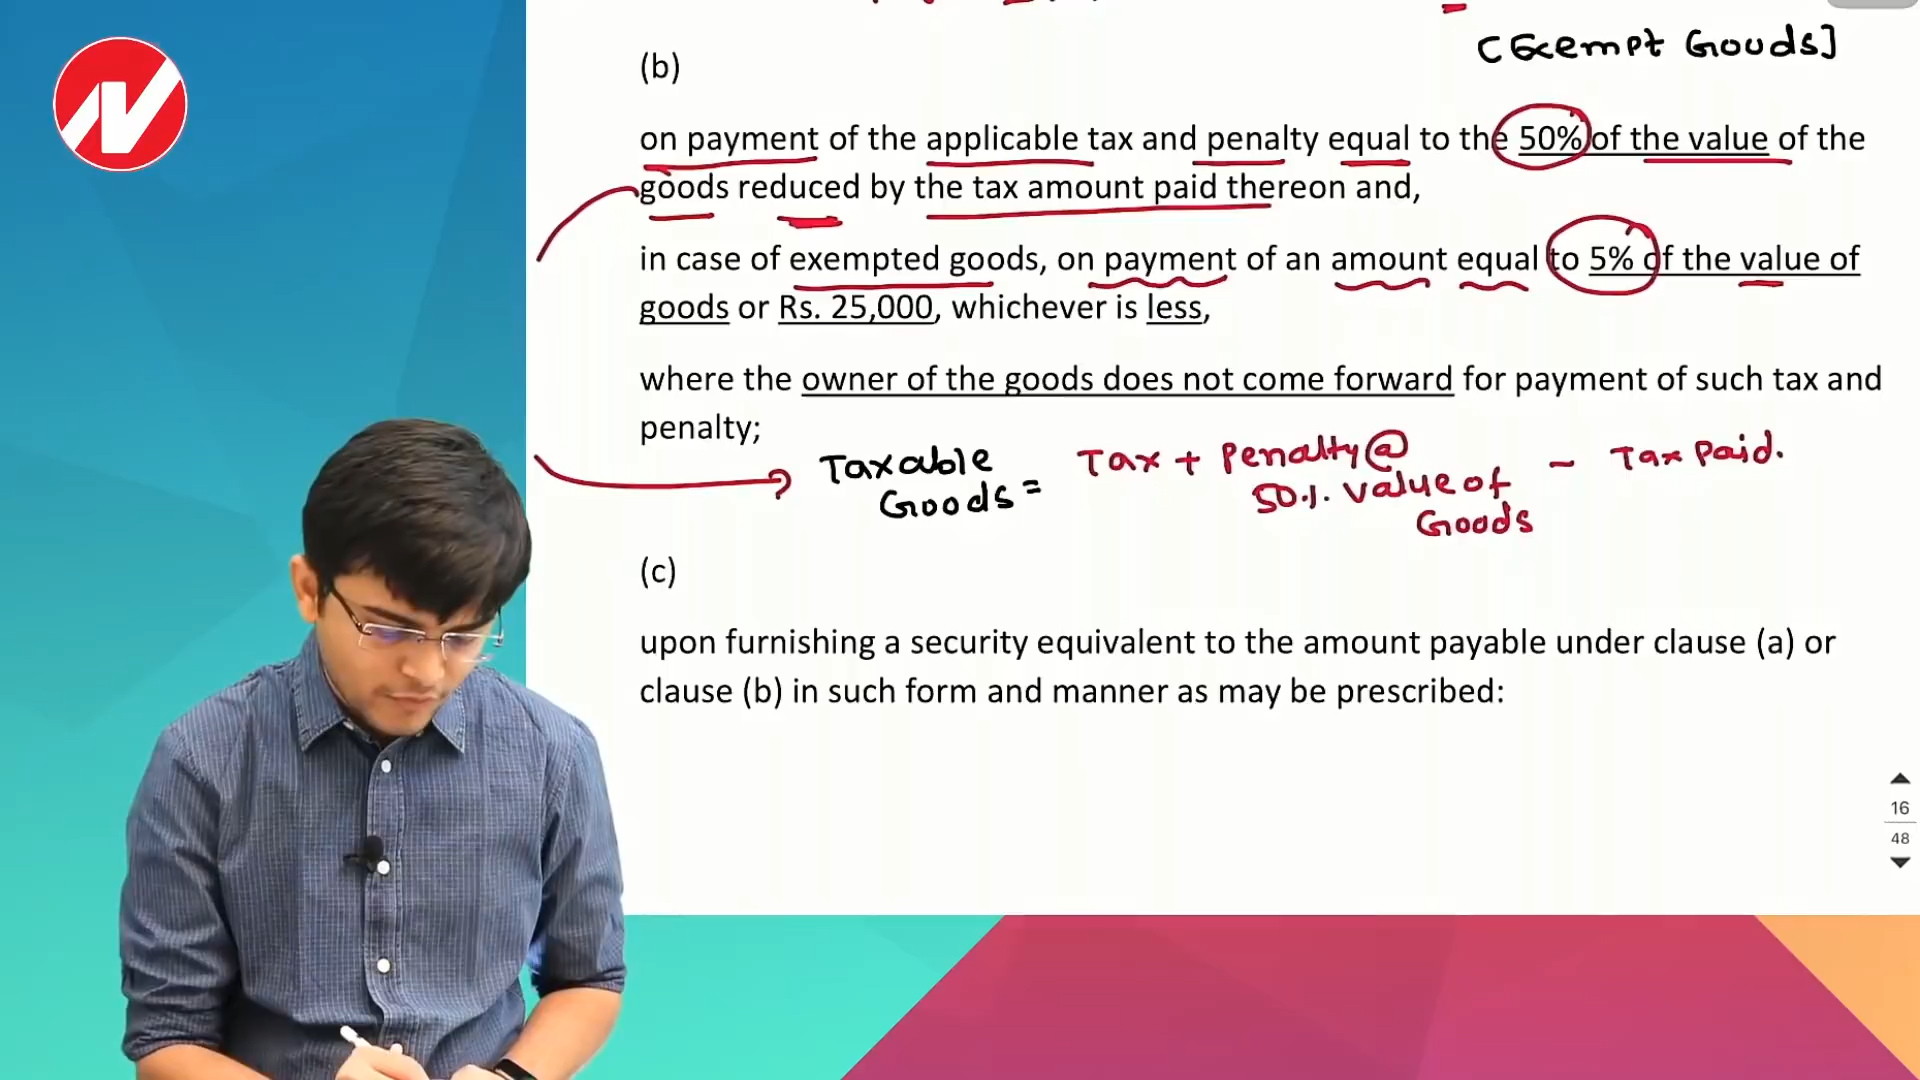 [Exempt Goods]
(b)
on payment of the applicable tax and penalty equal to the 50% of the value of the
goods reduced by the tax amount paid thereon and,
in case of exempted goods, on payment of an amount equal to 5% of the value of
goods or Rs. 25,000, whichever is less,
where the owner of the goods does not come forward for payment of such tax and
penalty;
Taxable Goods = Tax + Penalty @ 50% value of Goods - Tax Paid.
(c)
upon furnishing a security equivalent to the amount payable under clause (a) or
clause (b) in such form and manner as may be prescribed:
16
48